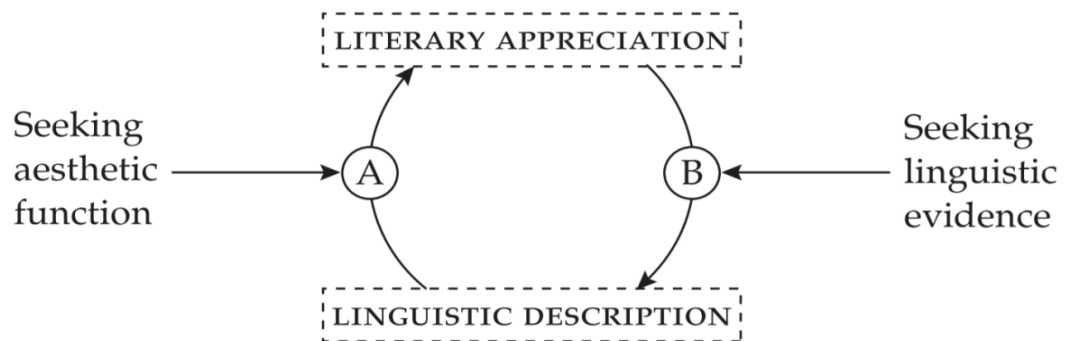 LITERARY APPRECIATION
Seeking
aesthetic
function
A
B
Seeking
linguistic
evidence
LINGUISTIC DESCRIPTION